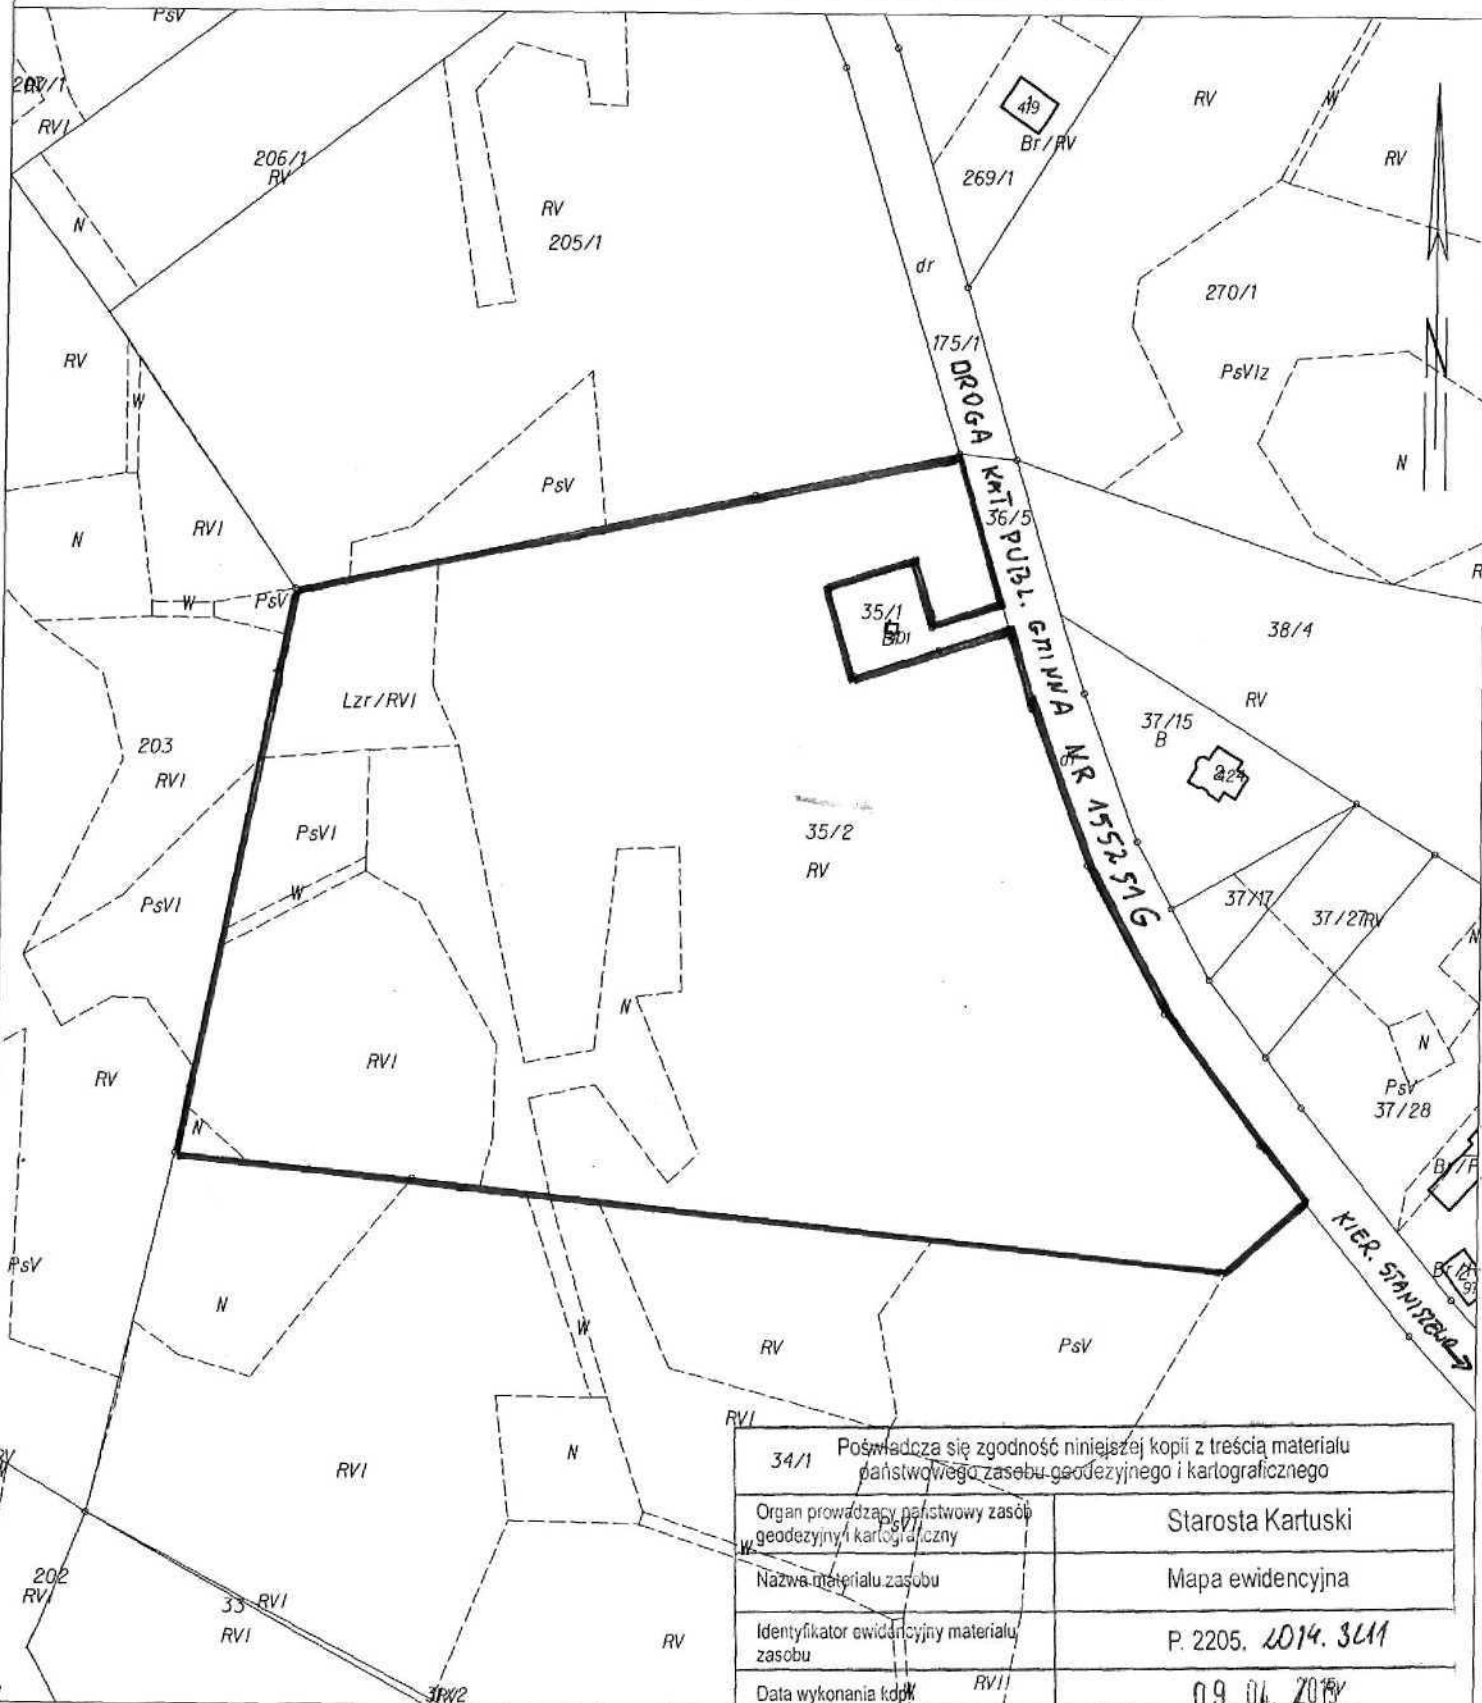 PsV
RVI
206/1
RV
N
RV
205/1
419
Br/RV
269/1
RV
W
RV
dr
270/1
175/1
PsVIz
N
RV
W
DROGA KAT. PUBL. GMINNA NR 155251G
PsV
N
RVI
36/5
W
PsV
35/1
38/4
Lzr/RVI
RV
203
RVI
37/15
B
dr
PsVI
35/2
RV
W
PsVI
37/17
37/27
RV
N
N
N
RVI
RV
PsV
37/28
N
KIER. STANISZEWO
PsV
N
W
RV
PsV
RVI
N
RVI
34/1
Poświadcza się zgodność niniejszej kopii z treścią materiału
państwowego zasobu geodezyjnego i kartograficznego
Organ prowadzący państwowy zasób
geodezyjny i kartograficzny
Starosta Kartuski
PsVI
W
Nazwa materiału zasobu
Mapa ewidencyjna
202
RVI
33
RVI
RVI
RV
Identyfikator ewidencyjny materiału
zasobu
P. 2205. 2014. 3211
W
RVI
Data wykonania kopii
09. 04. 2015